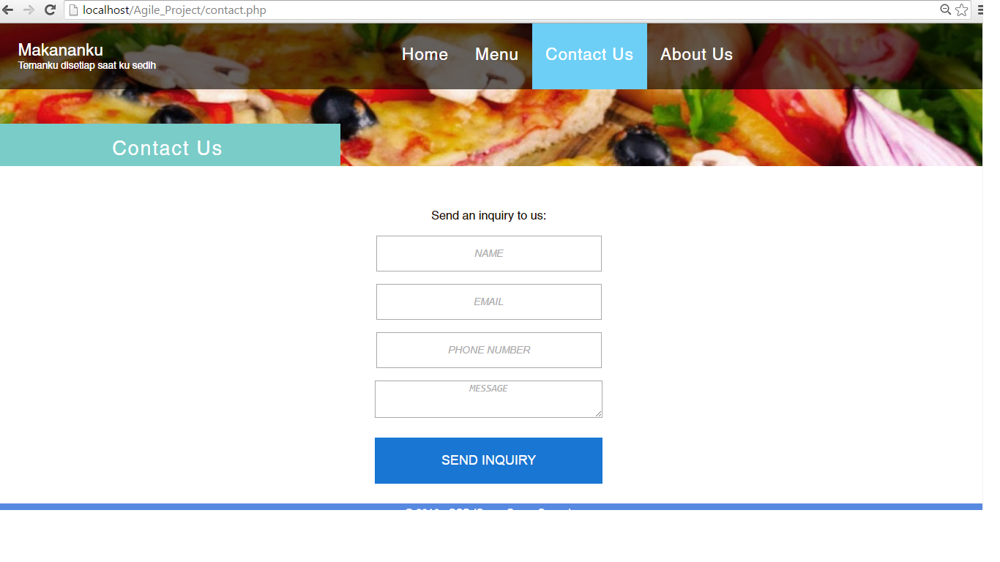 localhost/Agile_Project/contact.php
Makananku
Temanku disetiap saat ku sedih
Home Menu Contact Us About Us
Contact Us
Send an inquiry to us:
NAME
EMAIL
PHONE NUMBER
MESSAGE
SEND INQUIRY